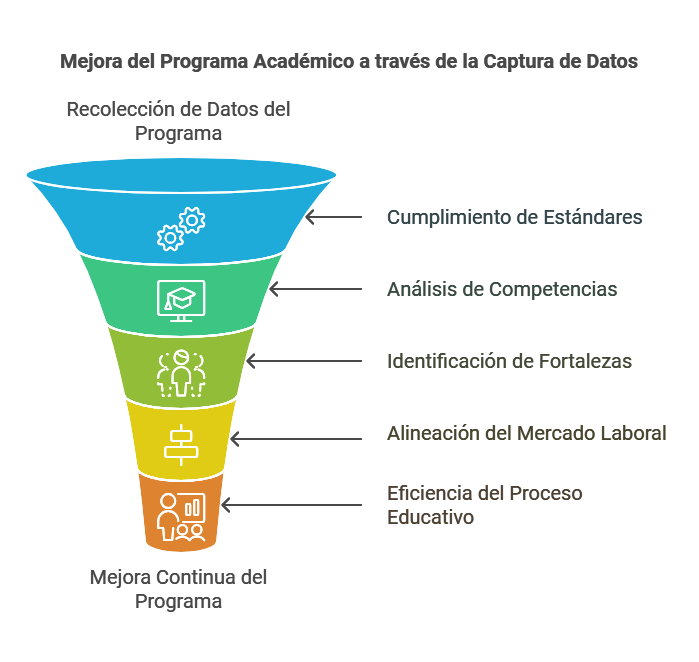 Mejora del Programa Académico a través de la Captura de Datos
Recolección de Datos del
Programa
Cumplimiento de Estándares
Análisis de Competencias
Identificación de Fortalezas
Alineación del Mercado Laboral
Eficiencia del Proceso
Educativo
Mejora Continua del
Programa